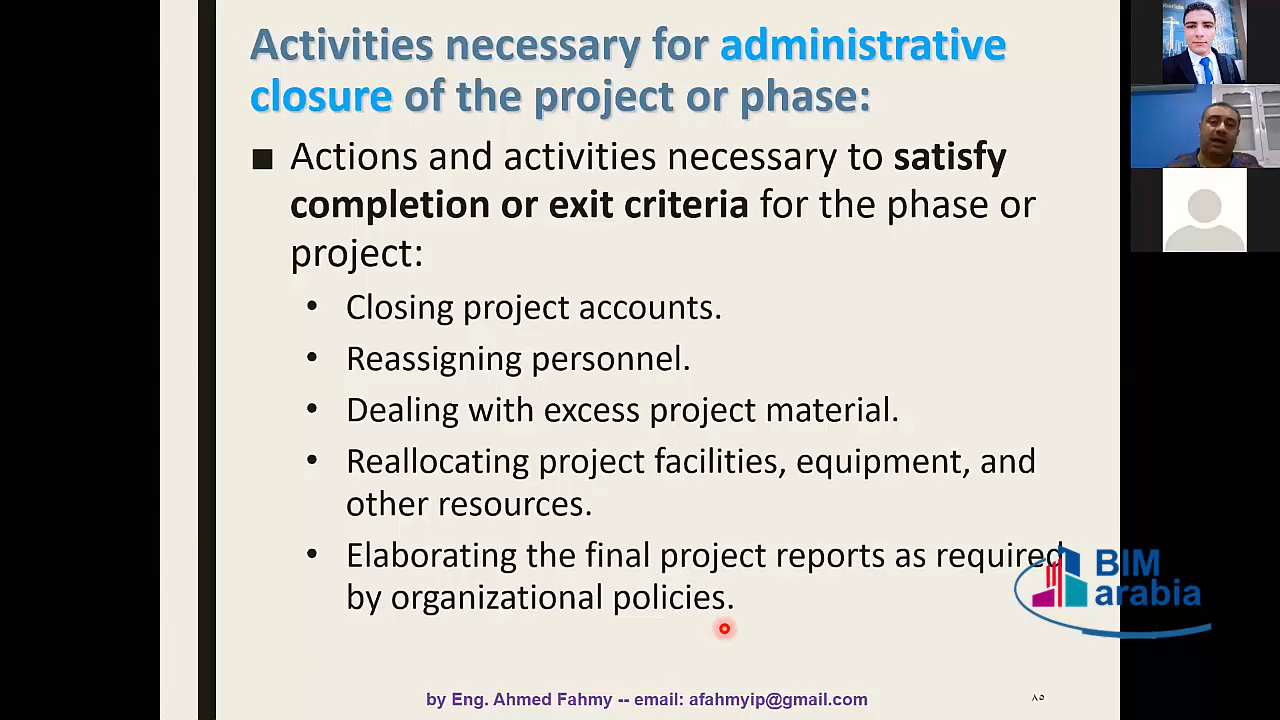 Activities necessary for administrative
closure of the project or phase:
■ Actions and activities necessary to satisfy
completion or exit criteria for the phase or
project:
• Closing project accounts.
• Reassigning personnel.
• Dealing with excess project material.
• Reallocating project facilities, equipment, and
other resources.
• Elaborating the final project reports as required
by organizational policies.
BIM
arabia
by Eng. Ahmed Fahmy -- email: afahmyip@gmail.com
٨٥